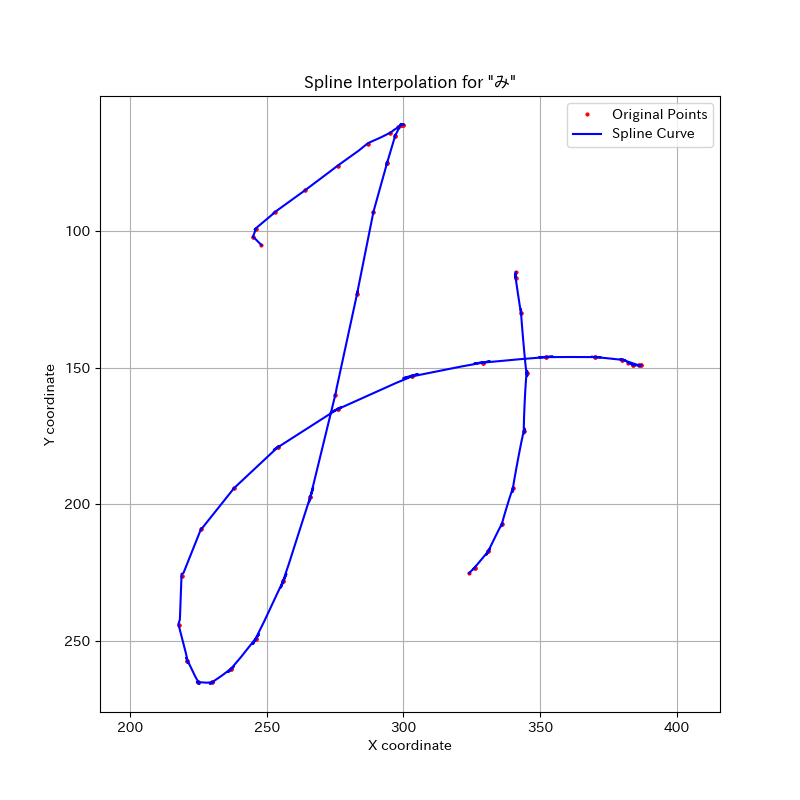 Spline Interpolation for "み"
Original Points
Spline Curve
100
150
200
250
Y coordinate
200
250
300
350
400
X coordinate
み